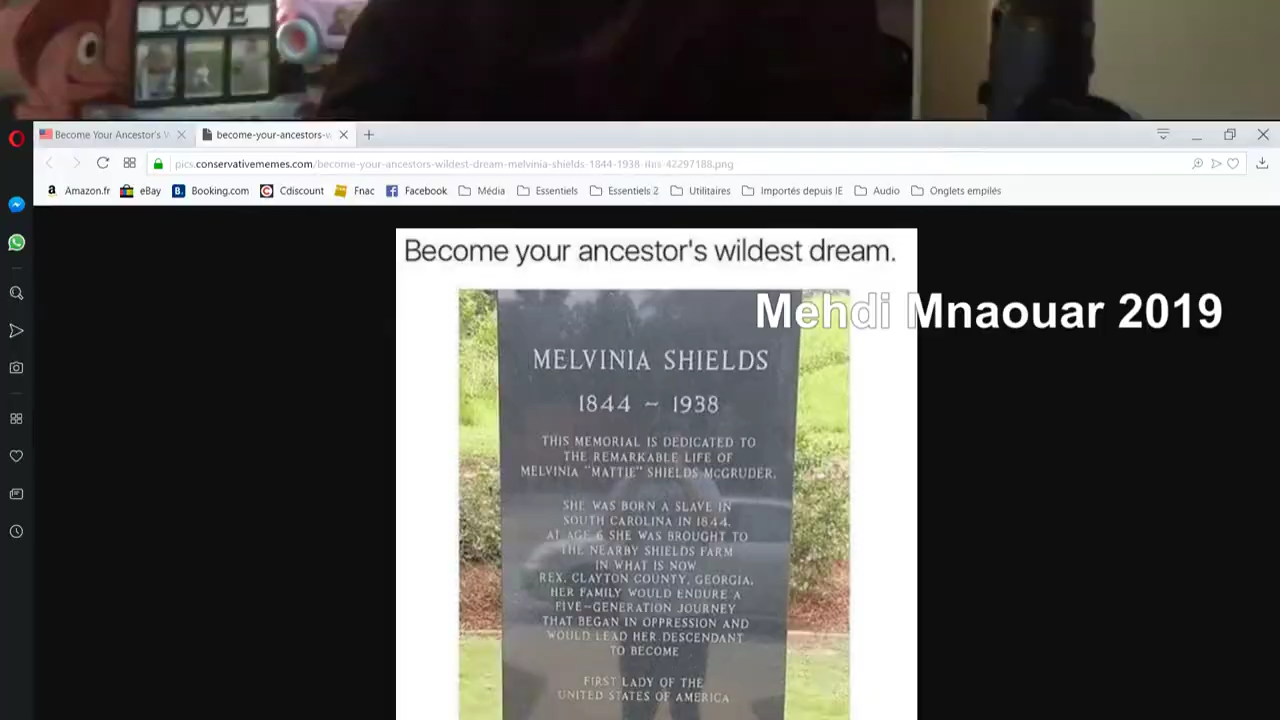 LOVE
Become Your Ancestor's W
become-your-ancestors-w
pics.conservativememes.com/become-your-ancestors-wildest-dream-melvinia-shields-1844-1938-this-42297188.png
Amazon.fr eBay Booking.com Cdiscount Fnac Facebook Média Essentiels Essentiels 2 Utilitaires Importés depuis IE Audio Onglets empilés
Become your ancestor's wildest dream.
Mehdi Mnaouar 2019
MELVINIA SHIELDS
1844 ~ 1938
THIS MEMORIAL IS DEDICATED TO
THE REMARKABLE LIFE OF
MELVINIA "MATTIE" SHIELDS MCGRUDER.
SHE WAS BORN A SLAVE IN
SOUTH CAROLINA IN 1844.
AT AGE 6 SHE WAS BROUGHT TO
THE NEARBY SHIELDS FARM
IN WHAT IS NOW
REX, CLAYTON COUNTY, GEORGIA.
HER FAMILY WOULD ENDURE A
FIVE-GENERATION JOURNEY
THAT BEGAN IN OPPRESSION AND
WOULD LEAD HER DESCENDANT
TO BECOME
FIRST LADY OF THE
UNITED STATES OF AMERICA